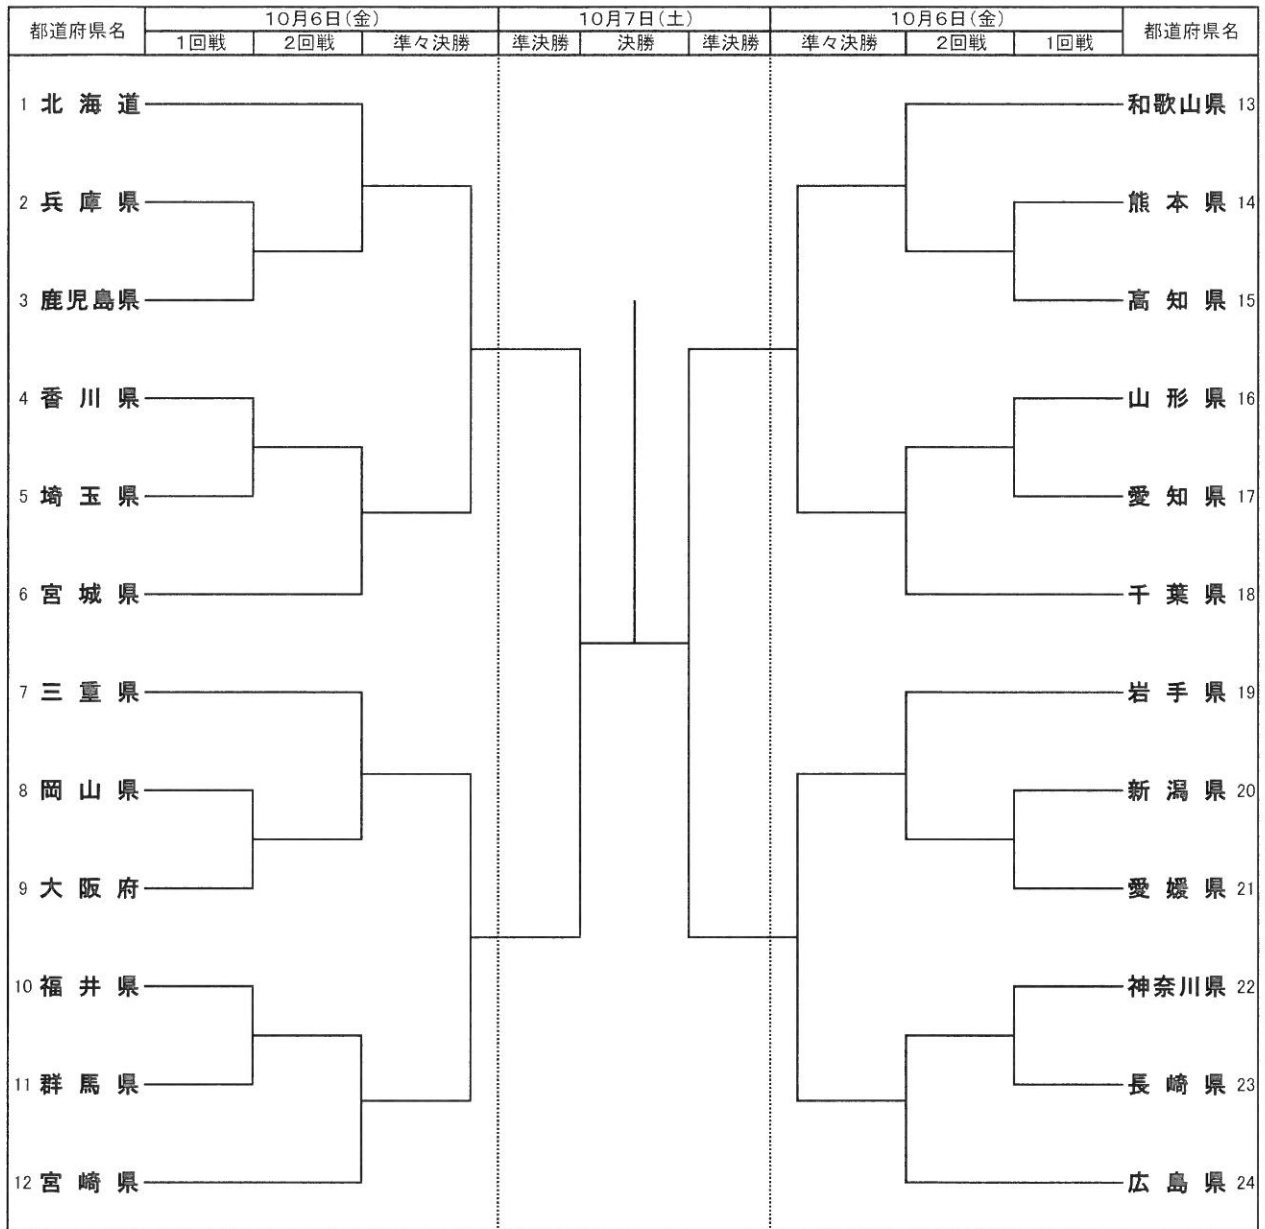 都道府県名 10月6日(金) 10月7日(土) 10月6日(金) 都道府県名
1回戦 2回戦 準々決勝 準決勝 決勝 準決勝 準々決勝 2回戦 1回戦
1 北海道 和歌山県 13
2 兵庫県 熊本県 14
3 鹿児島県 高知県 15
4 香川県 山形県 16
5 埼玉県 愛知県 17
6 宮城県 千葉県 18
7 三重県 岩手県 19
8 岡山県 新潟県 20
9 大阪府 愛媛県 21
10 福井県 神奈川県 22
11 群馬県 長崎県 23
12 宮崎県 広島県 24